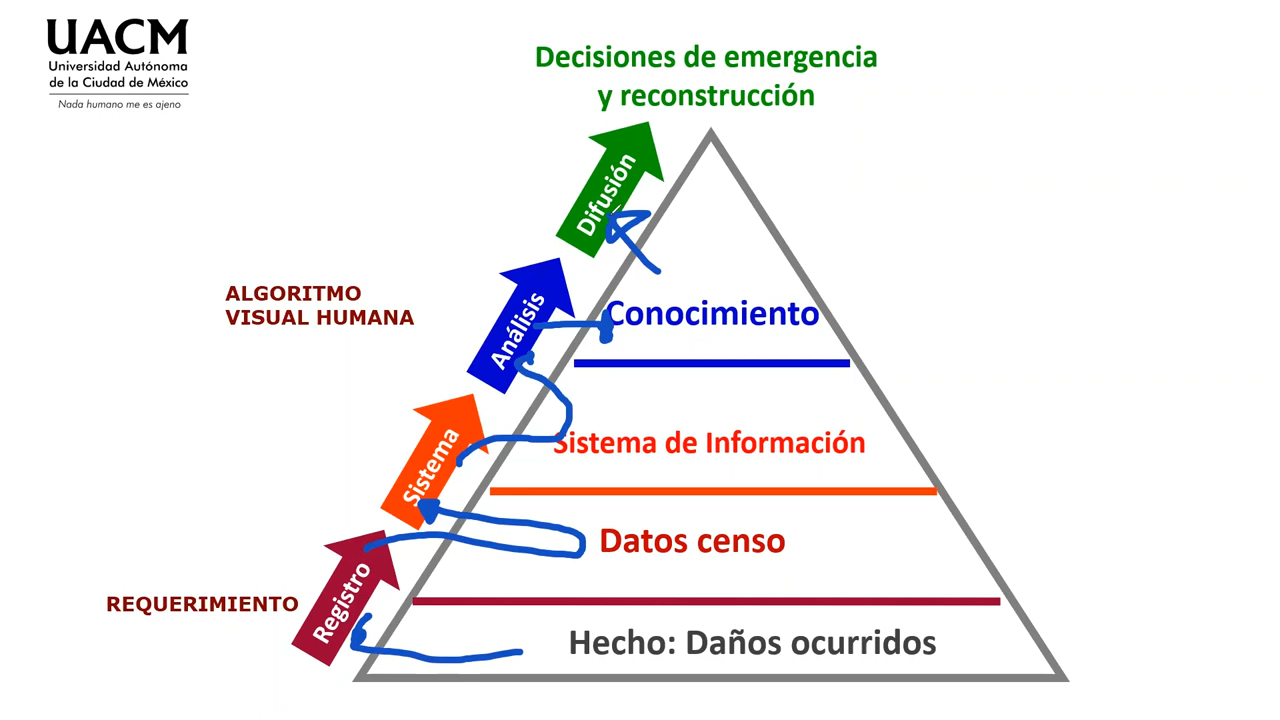 UACM
Universidad Autónoma
de la Ciudad de México
Nada humano me es ajeno
Decisiones de emergencia
y reconstrucción
Difusión
ALGORITMO
VISUAL HUMANA
Análisis
Conocimiento
Sistema
Sistema de Información
Datos censo
REQUERIMIENTO
Registro
Hecho: Daños ocurridos